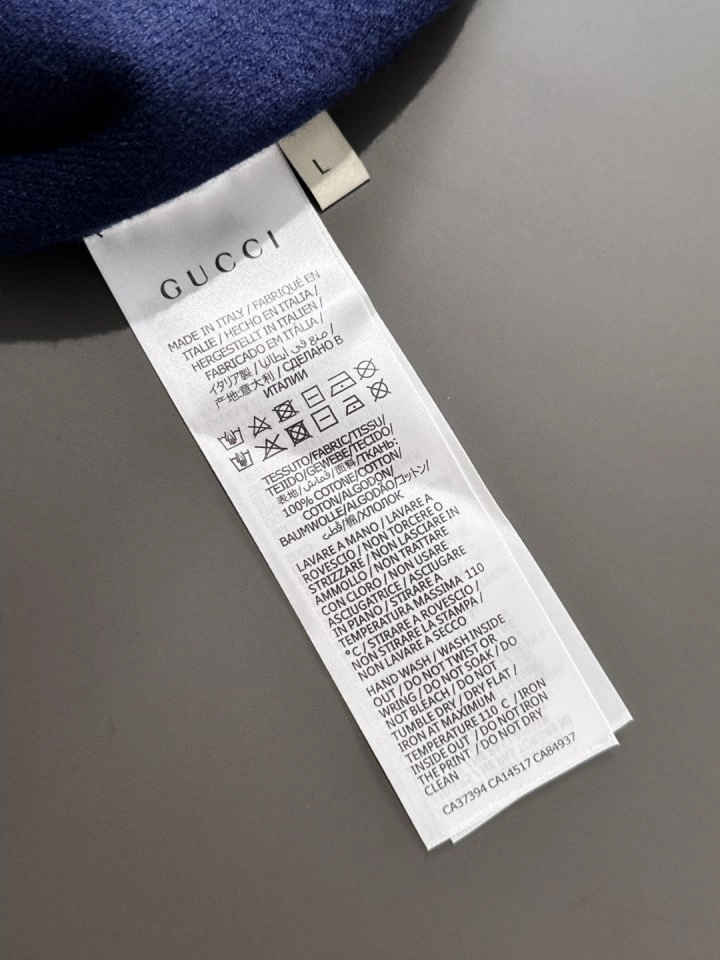 L
GUCCI
MADE IN ITALY / FABRIQUÉ EN
ITALIE / HECHO EN ITALIA /
HERGESTELLT IN ITALIEN /
FABRICADO EM ITÁLIA /
イタリア製 / صنع في ايطاليا /
产地:意大利 / СДЕЛАНО В
ИТАЛИИ
TESSUTO/FABRIC/TISSU/
TEJIDO/GEWEBE/TECIDO/
表地/قماش/面料/ТКАНЬ:
100% COTONE/COTTON/
COTON/ALGODON/
BAUMWOLLE/ALGODÃO/コットン/
قطن/棉/ХЛОПОК
LAVARE A MANO / LAVARE A
ROVESCIO / NON TORCERE O
STRIZZARE / NON LASCIARE IN
AMMOLLO / NON TRATTARE
CON CLORO / NON USARE
ASCIUGATRICE / ASCIUGARE
IN PIANO / STIRARE A
TEMPERATURA MASSIMA 110
°C / STIRARE A ROVESCIO /
NON STIRARE LA STAMPA /
NON LAVARE A SECCO
HAND WASH / WASH INSIDE
OUT / DO NOT TWIST OR
WRING / DO NOT SOAK / DO
NOT BLEACH / DO NOT
TUMBLE DRY / DRY FLAT /
IRON AT MAXIMUM
TEMPERATURE 110 C / IRON
INSIDE OUT / DO NOT IRON
THE PRINT / DO NOT DRY
CLEAN
CA37394 CA14517 CA84937